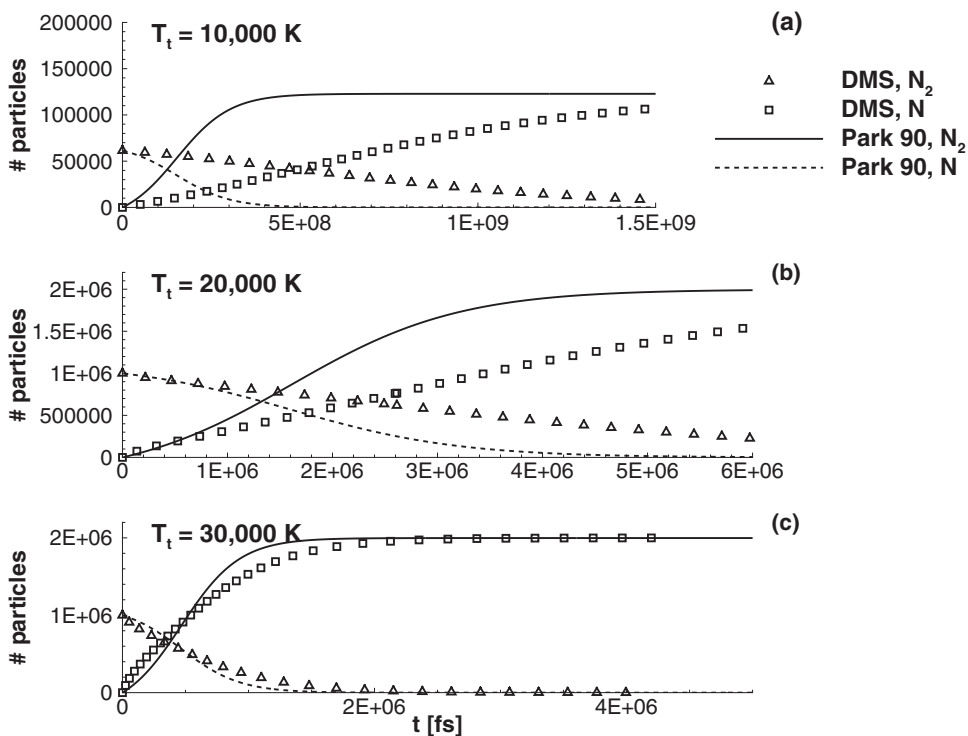 (a)
T_t = 10,000 K
# particles
200000
150000
100000
50000
0
0 5E+08 1E+09 1.5E+09
DMS, N_2
DMS, N
Park 90, N_2
Park 90, N
(b)
T_t = 20,000 K
# particles
2E+06
1.5E+06
1E+06
500000
0
0 1E+06 2E+06 3E+06 4E+06 5E+06 6E+06
(c)
T_t = 30,000 K
# particles
2E+06
1E+06
0
0 2E+06 4E+06
t [fs]